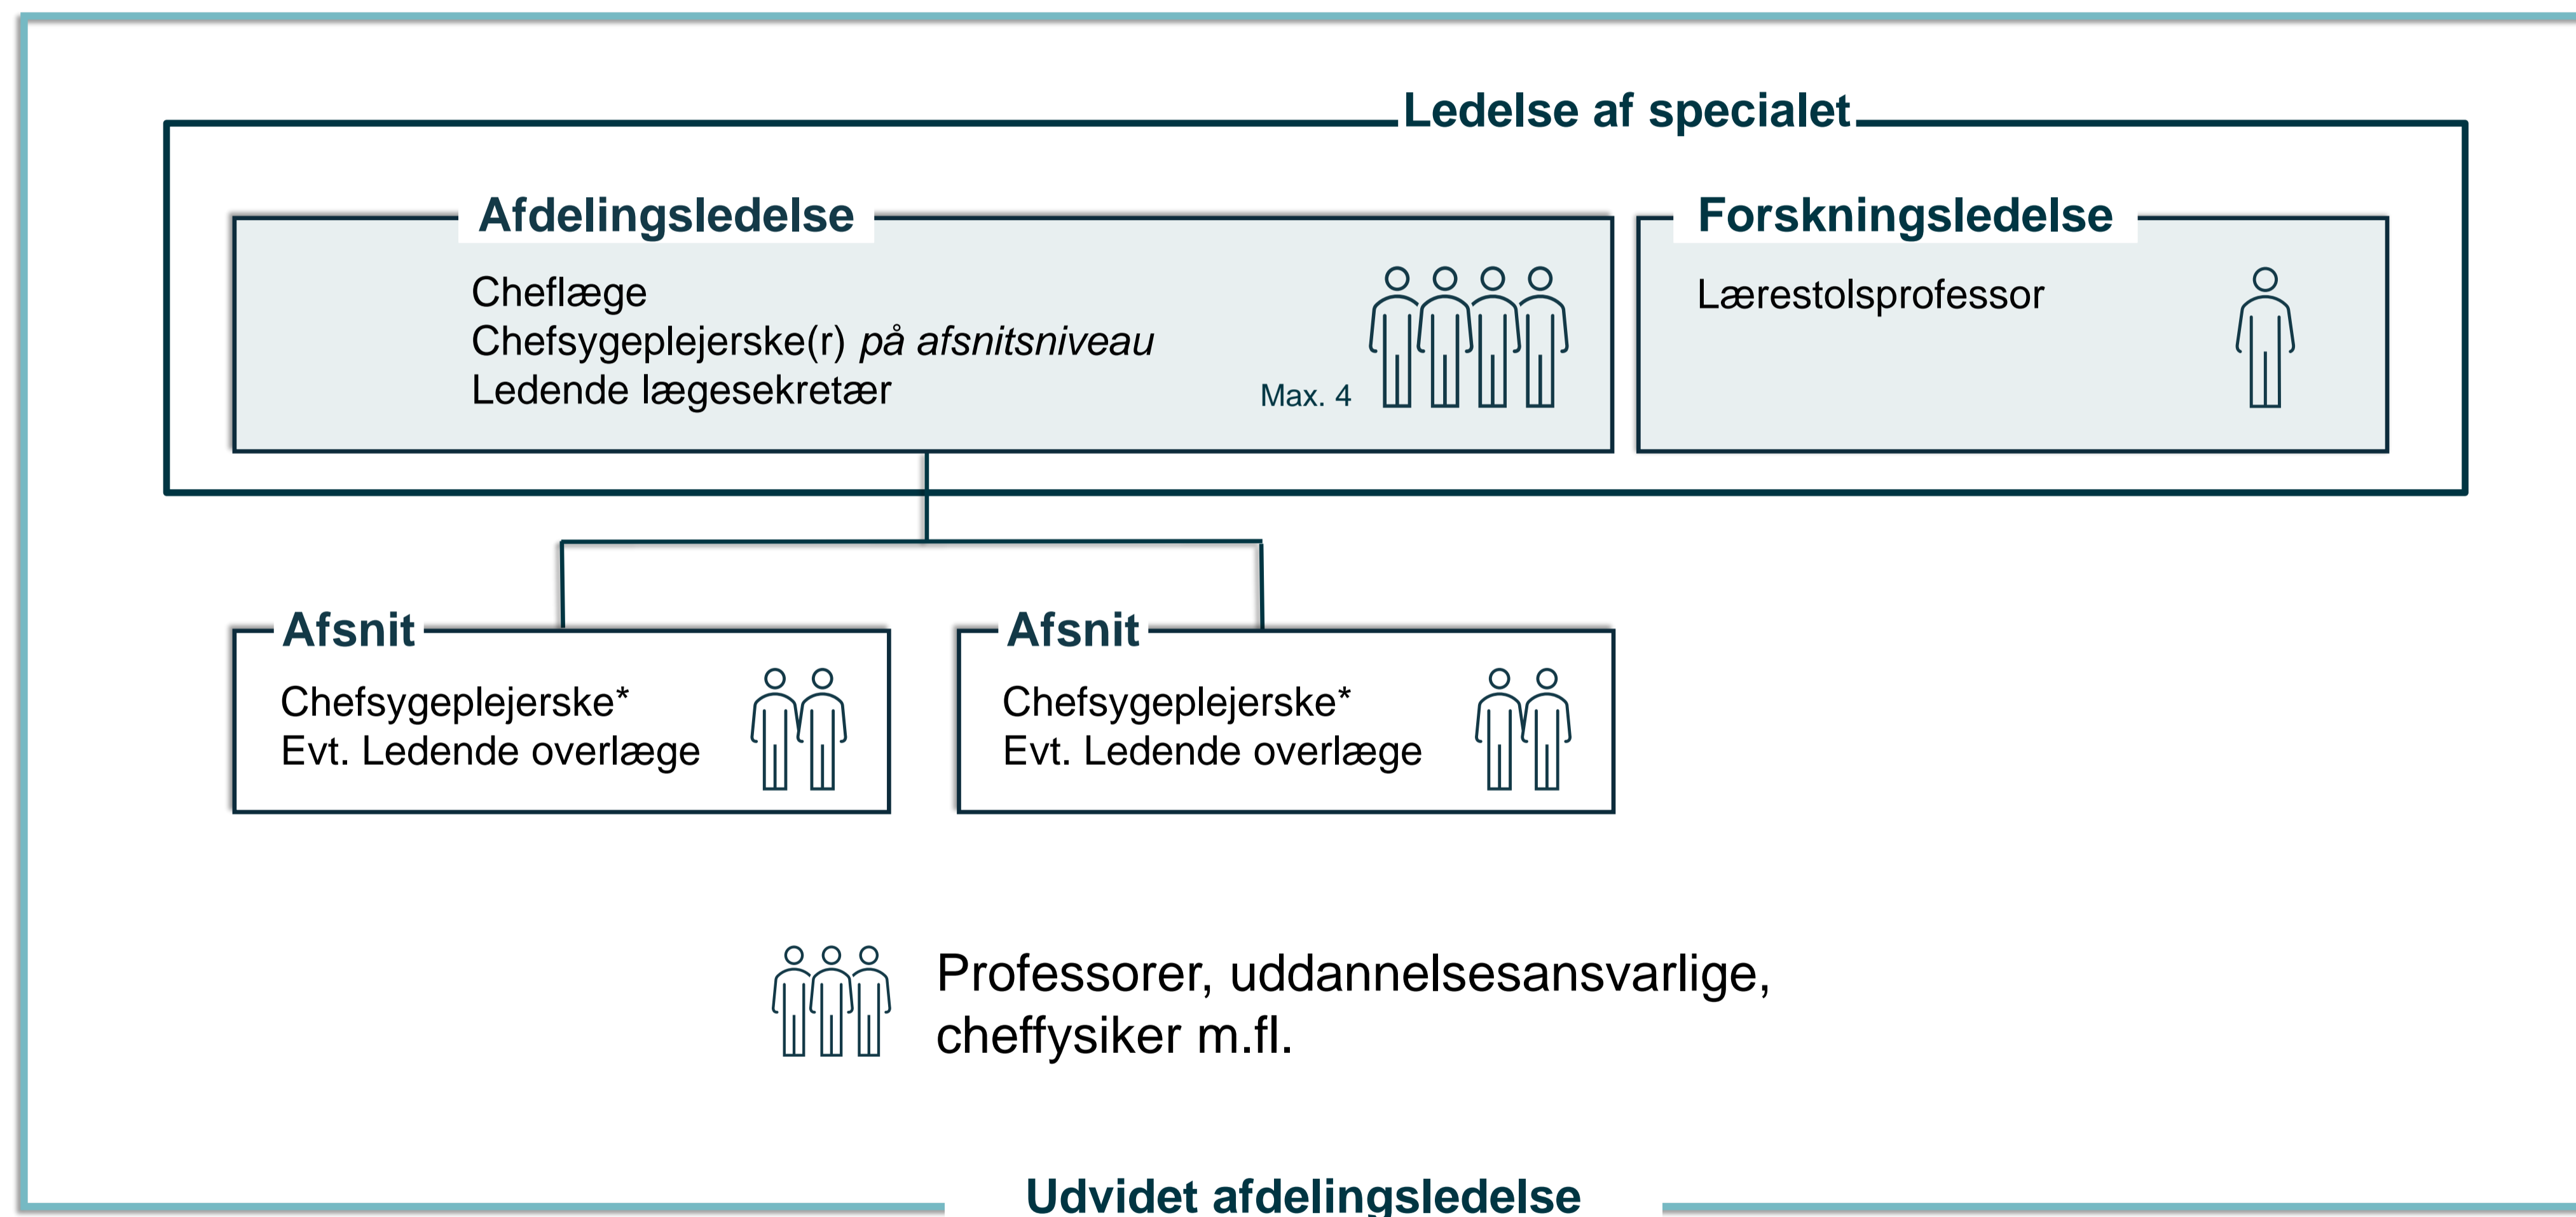 Ledelse af specialet
Afdelingsledelse
Cheflæge
Chefsygeplejerske(r) på afsnitsniveau
Ledende lægesekretær
Max. 4
Forskningsledelse
Lærestolsprofessor
Afsnit
Chefsygeplejerske*
Evt. Ledende overlæge
Afsnit
Chefsygeplejerske*
Evt. Ledende overlæge
Professorer, uddannelsesansvarlige,
cheffysiker m.fl.
Udvidet afdelingsledelse